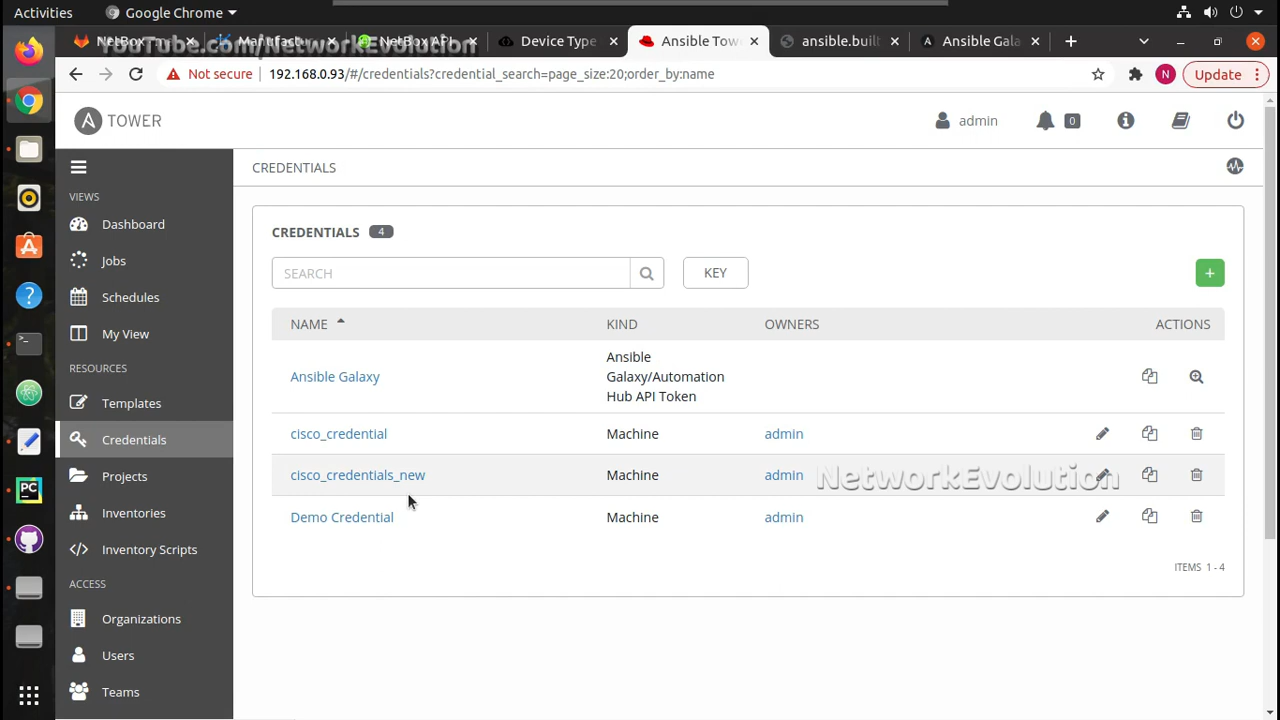 Activities
Google Chrome
YouTube.com/NetworkEvolution
NetBox API
Device Type
Ansible Tow
ansible.built
Ansible Gala
Not secure
192.168.0.93/#/credentials?credential_search=page_size:20;order_by:name
N
Update
A TOWER
admin
0
CREDENTIALS
VIEWS
Dashboard
Jobs
Schedules
My View
RESOURCES
Templates
Credentials
Projects
Inventories
Inventory Scripts
ACCESS
Organizations
Users
Teams
CREDENTIALS 4
SEARCH
KEY
NAME KIND OWNERS ACTIONS
Ansible Galaxy
Ansible
Galaxy/Automation
Hub API Token
cisco_credential Machine admin
cisco_credentials_new Machine admin
NetworkEvolution
Demo Credential Machine admin
ITEMS 1 - 4